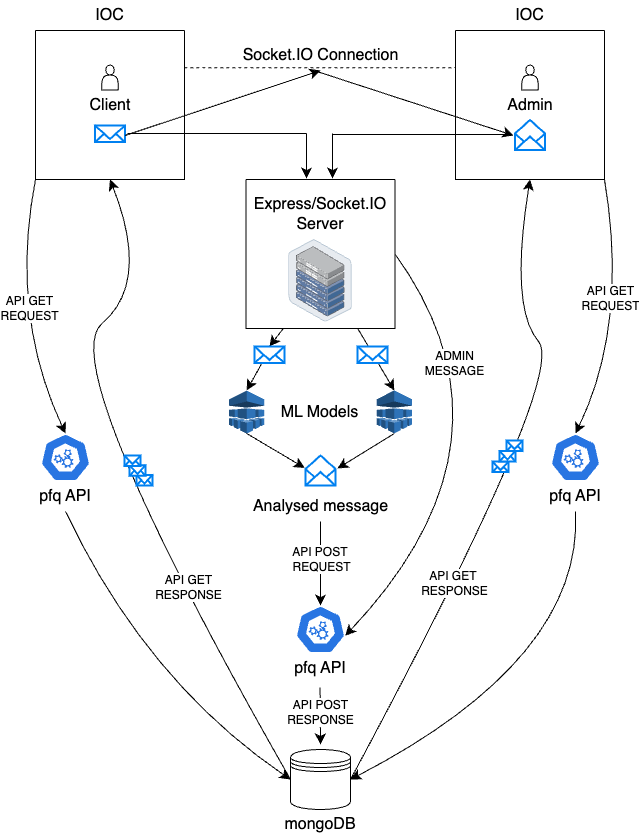 IOC
IOC
Socket.IO Connection
Client
Admin
Express/Socket.IO
Server
API GET
REQUEST
API GET
REQUEST
ADMIN
MESSAGE
ML Models
pfq API
pfq API
Analysed message
API POST
REQUEST
API GET
RESPONSE
API GET
RESPONSE
pfq API
API POST
RESPONSE
mongoDB